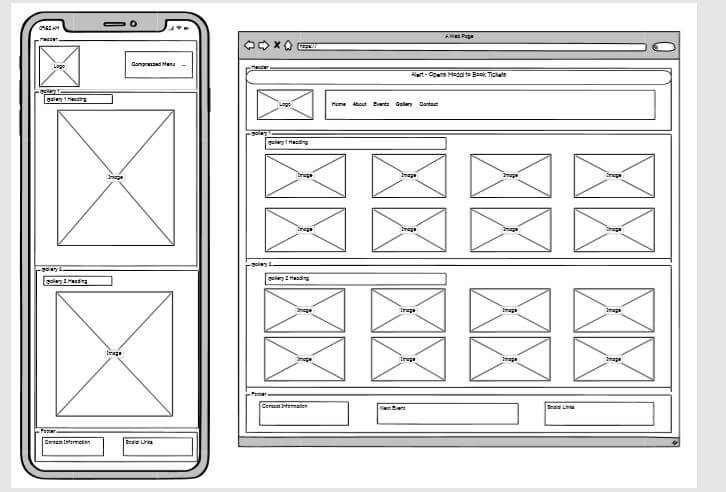 09:52 AM
Header
Logo
Compressed Menu
Gallery 1
Gallery 1 Heading
Image
Gallery 2
Gallery 2 Heading
Image
Footer
Contact Information
Social Links
A Web Page
https://
Header
Alert - Opens Modal to Book Tickets
Logo
Home About Events Gallery Contact
Gallery 1
Gallery 1 Heading
Image Image Image Image
Image Image Image Image
Gallery 2
Gallery 2 Heading
Image Image Image Image
Image Image Image Image
Footer
Contact Information
Next Event
Social Links